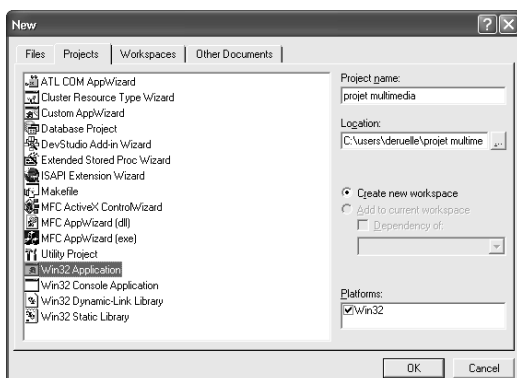 New
Files
Projects
Workspaces
Other Documents
ATL COM AppWizard
Cluster Resource Type Wizard
Custom AppWizard
Database Project
DevStudio Add-in Wizard
Extended Stored Proc Wizard
ISAPI Extension Wizard
Makefile
MFC ActiveX ControlWizard
MFC AppWizard (dll)
MFC AppWizard (exe)
Utility Project
Win32 Application
Win32 Console Application
Win32 Dynamic-Link Library
Win32 Static Library
Project name:
projet multimedia
Location:
C:\users\deruelle\projet multime
...
Create new workspace
Add to current workspace
Dependency of:
Platforms:
Win32
OK
Cancel